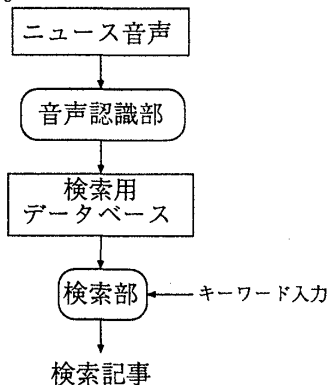 ニュース音声
音声認識部
検索用
データベース
検索部
キーワード入力
検索記事